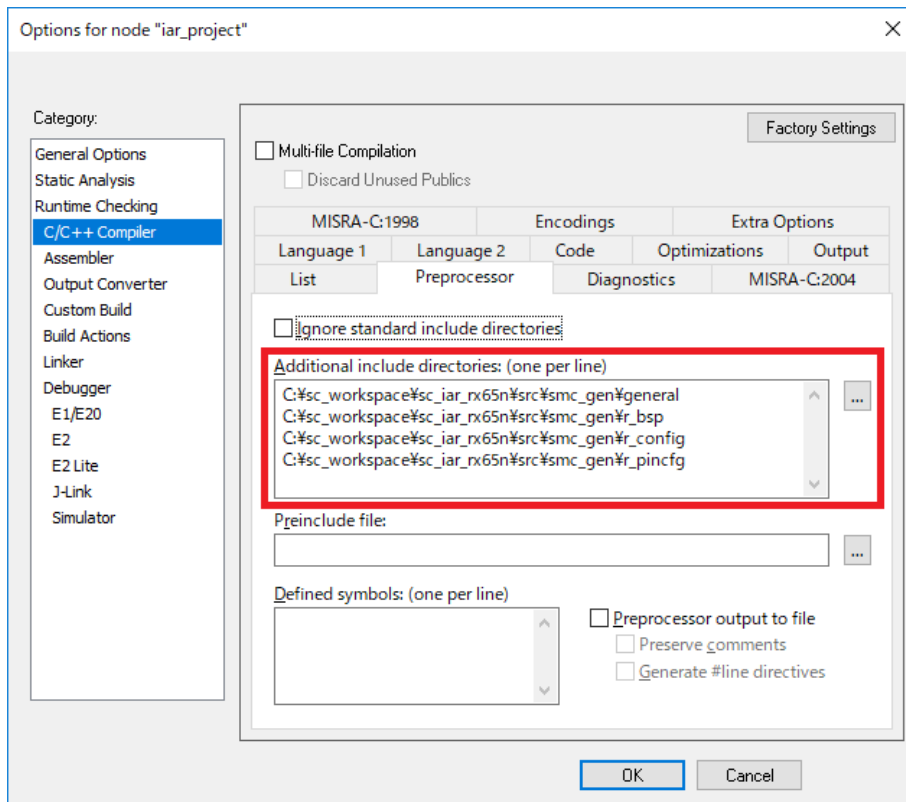 Options for node "iar_project"
Category:
General Options
Static Analysis
Runtime Checking
C/C++ Compiler
Assembler
Output Converter
Custom Build
Build Actions
Linker
Debugger
E1/E20
E2
E2 Lite
J-Link
Simulator
Factory Settings
Multi-file Compilation
Discard Unused Publics
MISRA-C:1998 Encodings Extra Options
Language 1 Language 2 Code Optimizations Output
List Preprocessor Diagnostics MISRA-C:2004
Ignore standard include directories
Additional include directories: (one per line)
C:¥sc_workspace¥sc_iar_rx65n¥src¥smc_gen¥general
C:¥sc_workspace¥sc_iar_rx65n¥src¥smc_gen¥r_bsp
C:¥sc_workspace¥sc_iar_rx65n¥src¥smc_gen¥r_config
C:¥sc_workspace¥sc_iar_rx65n¥src¥smc_gen¥r_pincfg
...
Preinclude file:
...
Defined symbols: (one per line)
Preprocessor output to file
Preserve comments
Generate #line directives
OK Cancel